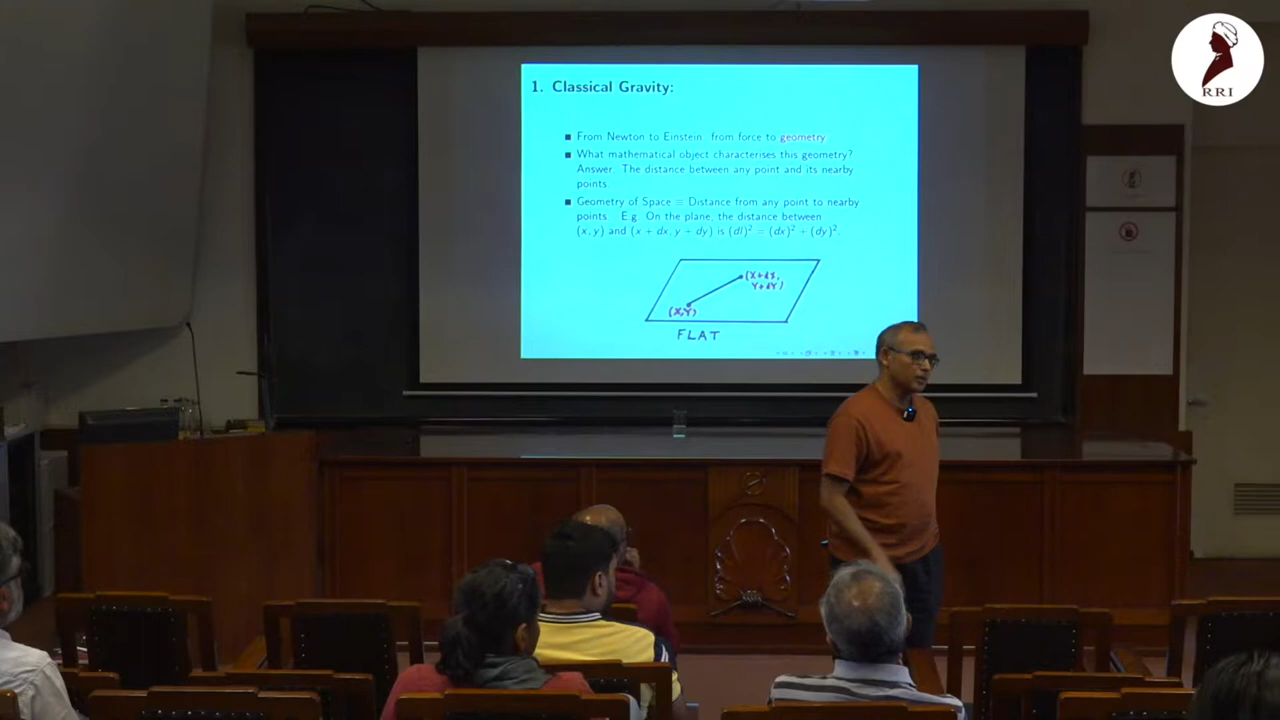 RRI
1. Classical Gravity:
■ From Newton to Einstein: from force to geometry.
■ What mathematical object characterises this geometry?
Answer: The distance between any point and its nearby
points.
■ Geometry of Space ≡ Distance from any point to nearby
points. E.g. On the plane, the distance between
(x, y) and (x + dx, y + dy) is (dl)² = (dx)² + (dy)².
(X+dX,
Y+dY)
(X,Y)
FLAT